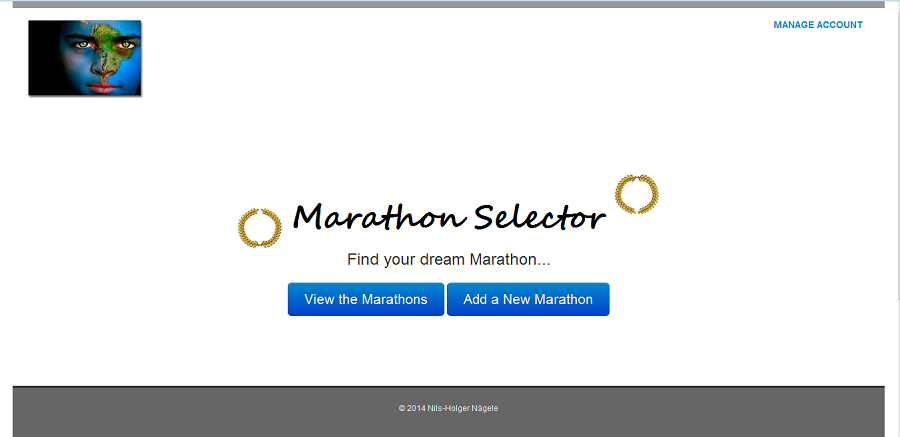 MANAGE ACCOUNT
Marathon Selector
Find your dream Marathon...
View the Marathons
Add a New Marathon
© 2014 Nils-Holger Nägele